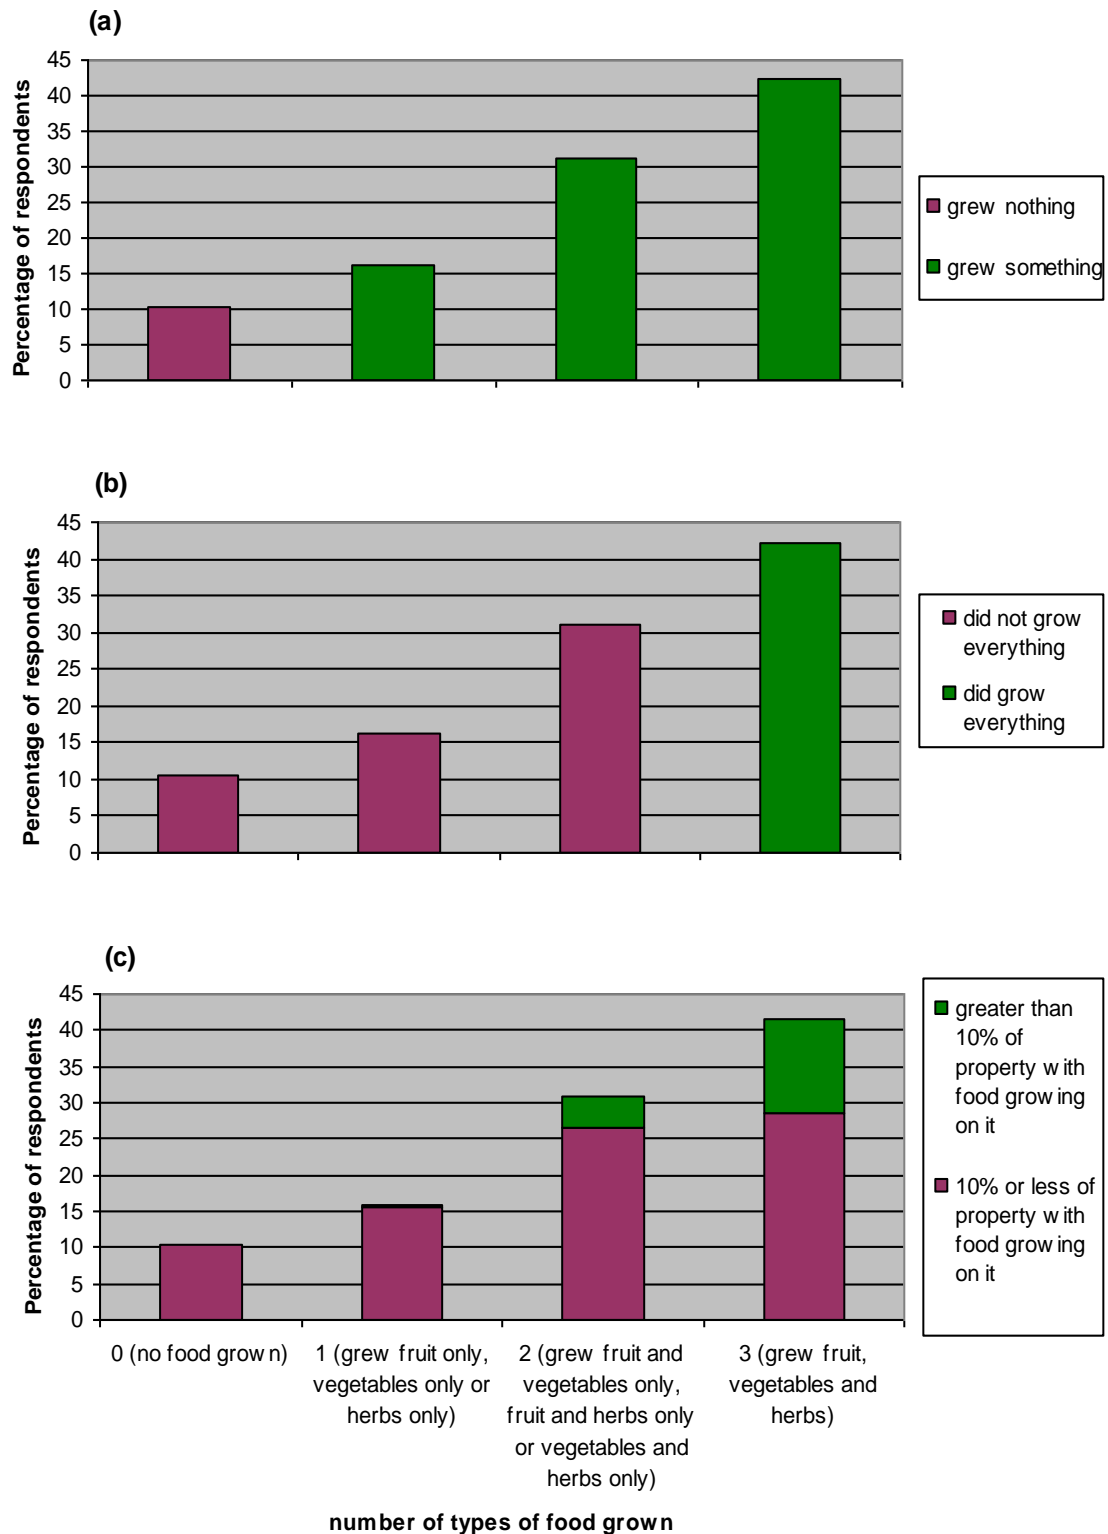 (a)
Percentage of respondents
45
40
35
30
25
20
15
10
5
0
grew nothing
grew something
(b)
Percentage of respondents
45
40
35
30
25
20
15
10
5
0
did not grow
everything
did grow
everything
(c)
Percentage of respondents
45
40
35
30
25
20
15
10
5
0
greater than
10% of
property with
food growing
on it
10% or less of
property with
food growing
on it
0 (no food grown)
1 (grew fruit only,
vegetables only or
herbs only)
2 (grew fruit and
vegetables only,
fruit and herbs only
or vegetables and
herbs only)
3 (grew fruit,
vegetables and
herbs)
number of types of food grown